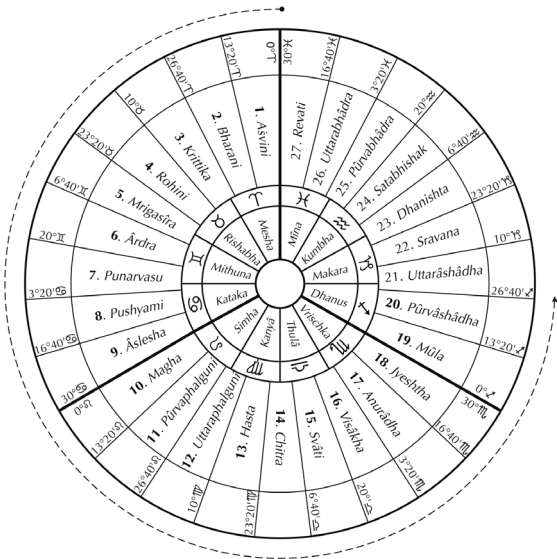 0°♈
13°20'♈
26°40'♈
10°♉
23°20'♉
6°40'♊
20°♊
3°20'♋
16°40'♋
30°♋
0°♌
13°20'♌
26°40'♌
10°♍
23°20'♍
6°40'♎
20°♎
3°20'♏
16°40'♏
30°♏
0°♐
13°20'♐
26°40'♐
10°♑
23°20'♑
6°40'♒
20°♒
3°20'♓
16°40'♓
30°♓
1. Aśvini
2. Bharani
3. Krittika
4. Rohini
5. Mrigasîra
6. Ârdra
7. Punarvasu
8. Pushyami
9. Âslesha
10. Magha
11. Pûrvaphalguni
12. Uttaraphalguni
13. Hasta
14. Chitra
15. Svâti
16. Visâkha
17. Anurâdha
18. Jyeshtha
19. Mûla
20. Pûrvâshâdha
21. Uttarâshâdha
22. Sravana
23. Dhanishta
24. Satabhishak
25. Pûrvabhâdra
26. Uttarabhâdra
27. Revati
♈
♉
♊
♋
♌
♍
♎
♏
♐
♑
♒
♓
Mesha
Rishabha
Mithuna
Kataka
Simha
Kanyâ
Thulâ
Vrischka
Dhanus
Makara
Kumbha
Mina